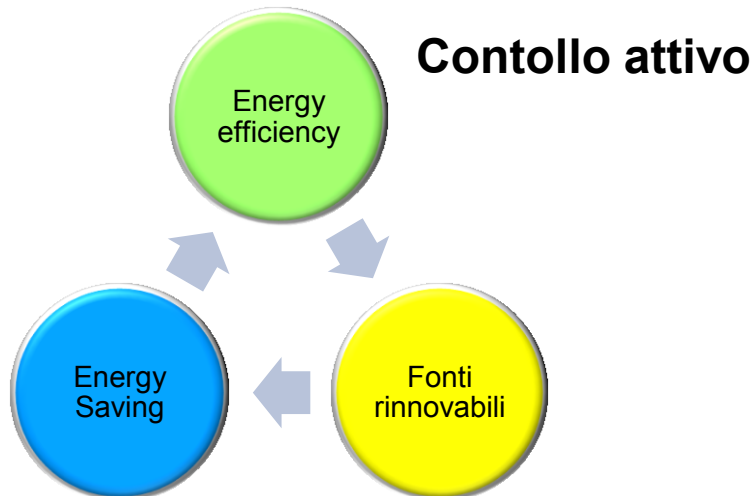 Contollo attivo
Energy
efficiency
Energy
Saving
Fonti
rinnovabili